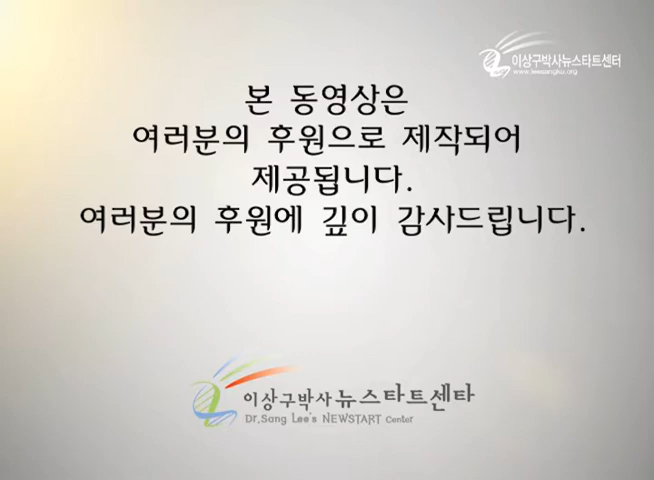 이상구박사뉴스타트센터
www.leesangku.org
본 동영상은
여러분의 후원으로 제작되어
제공됩니다.
여러분의 후원에 깊이 감사드립니다.
이상구박사뉴스타트센타
Dr.Sang Lee's NEWSTART Center